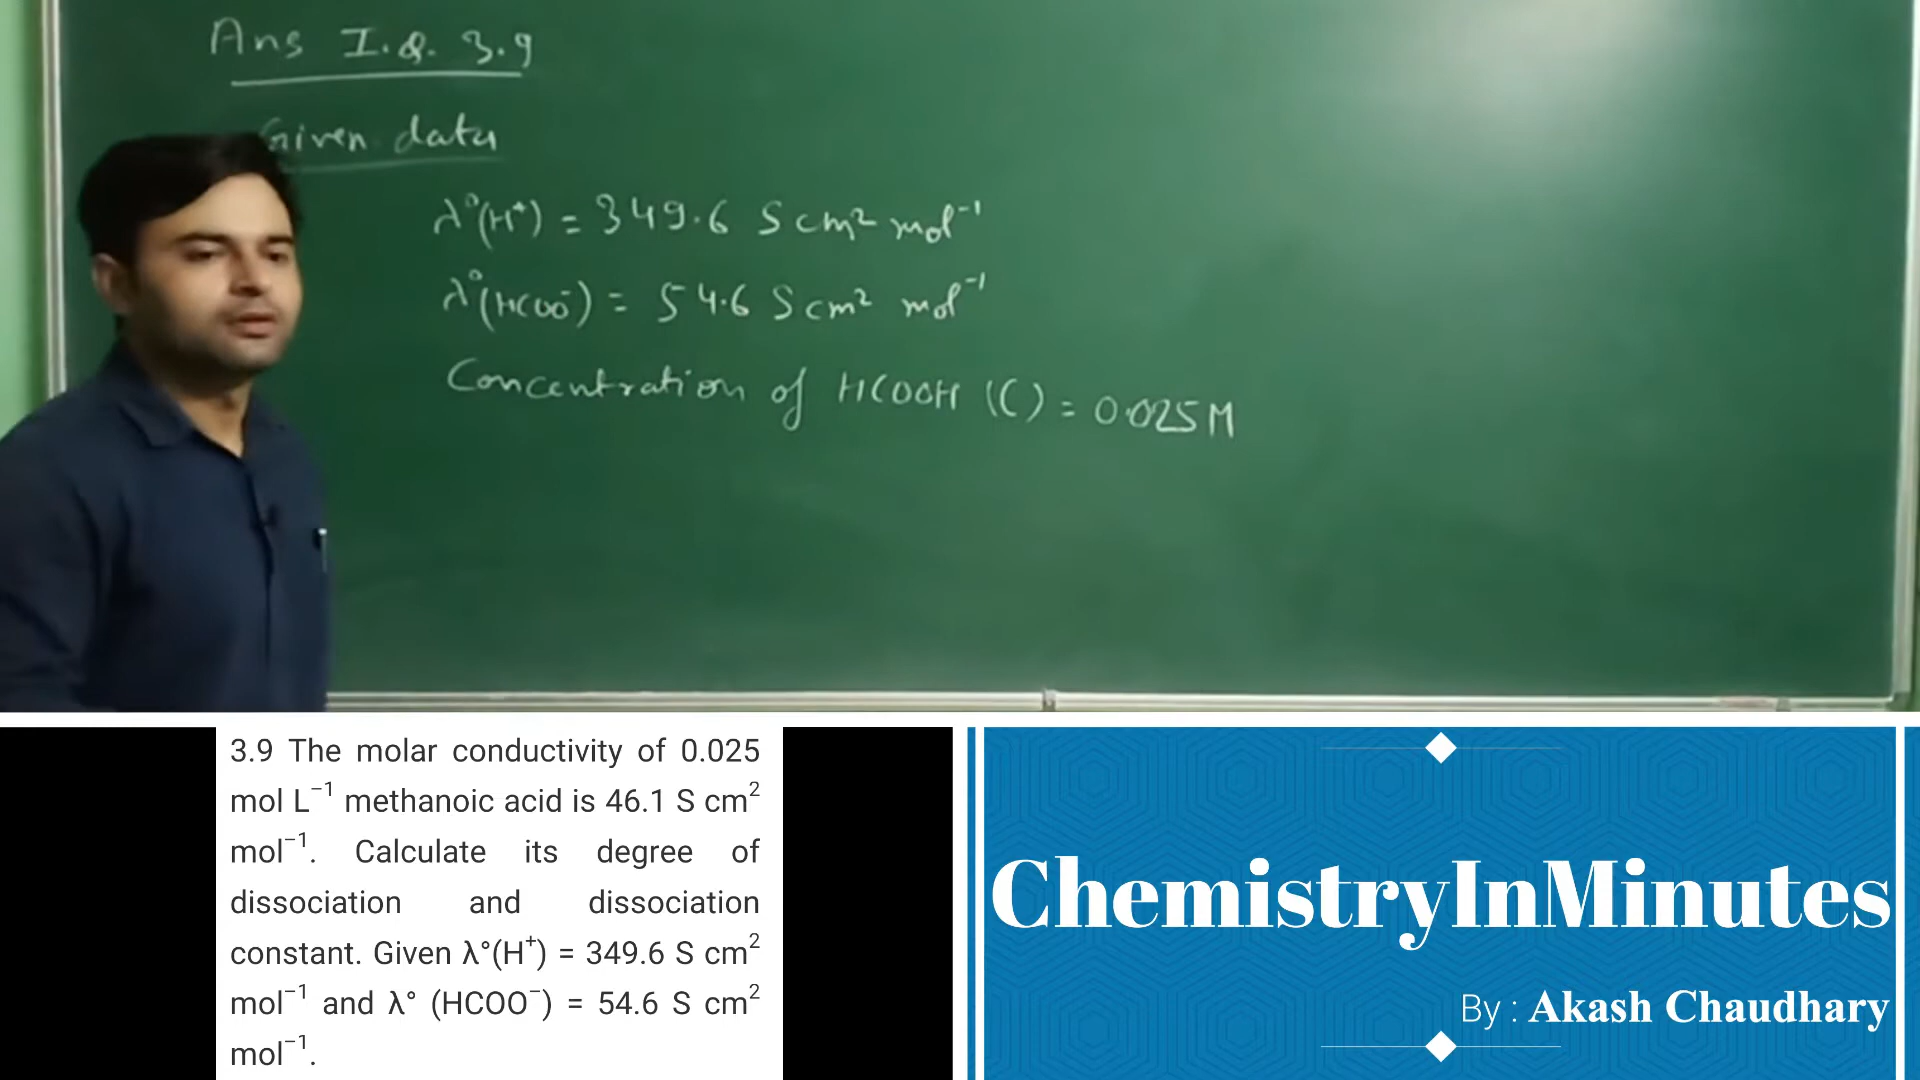 Ans I.Q. 3.9
Given data
λ°(H⁺) = 349.6 S cm² mol⁻¹
λ°(HCOO⁻) = 54.6 S cm² mol⁻¹
Concentration of HCOOH (C) = 0.025 M
3.9 The molar conductivity of 0.025
mol L⁻¹ methanoic acid is 46.1 S cm²
mol⁻¹. Calculate its degree of
dissociation and dissociation
constant. Given λ°(H⁺) = 349.6 S cm²
mol⁻¹ and λ° (HCOO⁻) = 54.6 S cm²
mol⁻¹.
ChemistryInMinutes
By : Akash Chaudhary